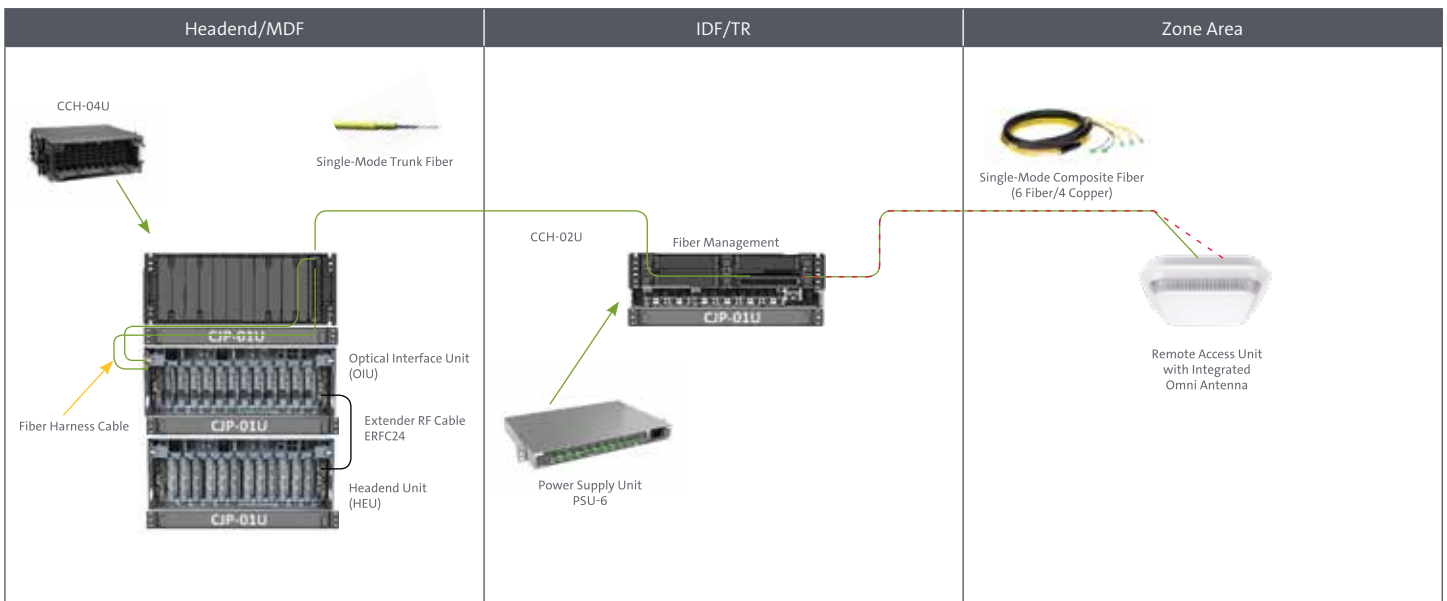 Headend/MDF
IDF/TR
Zone Area
CCH-04U
Single-Mode Trunk Fiber
CJP-01U
Optical Interface Unit
(OIU)
Fiber Harness Cable
CJP-01U
Extender RF Cable
ERFC24
Headend Unit
(HEU)
CJP-01U
CCH-02U
Fiber Management
CJP-01U
Power Supply Unit
PSU-6
Single-Mode Composite Fiber
(6 Fiber/4 Copper)
Remote Access Unit
with Integrated
Omni Antenna